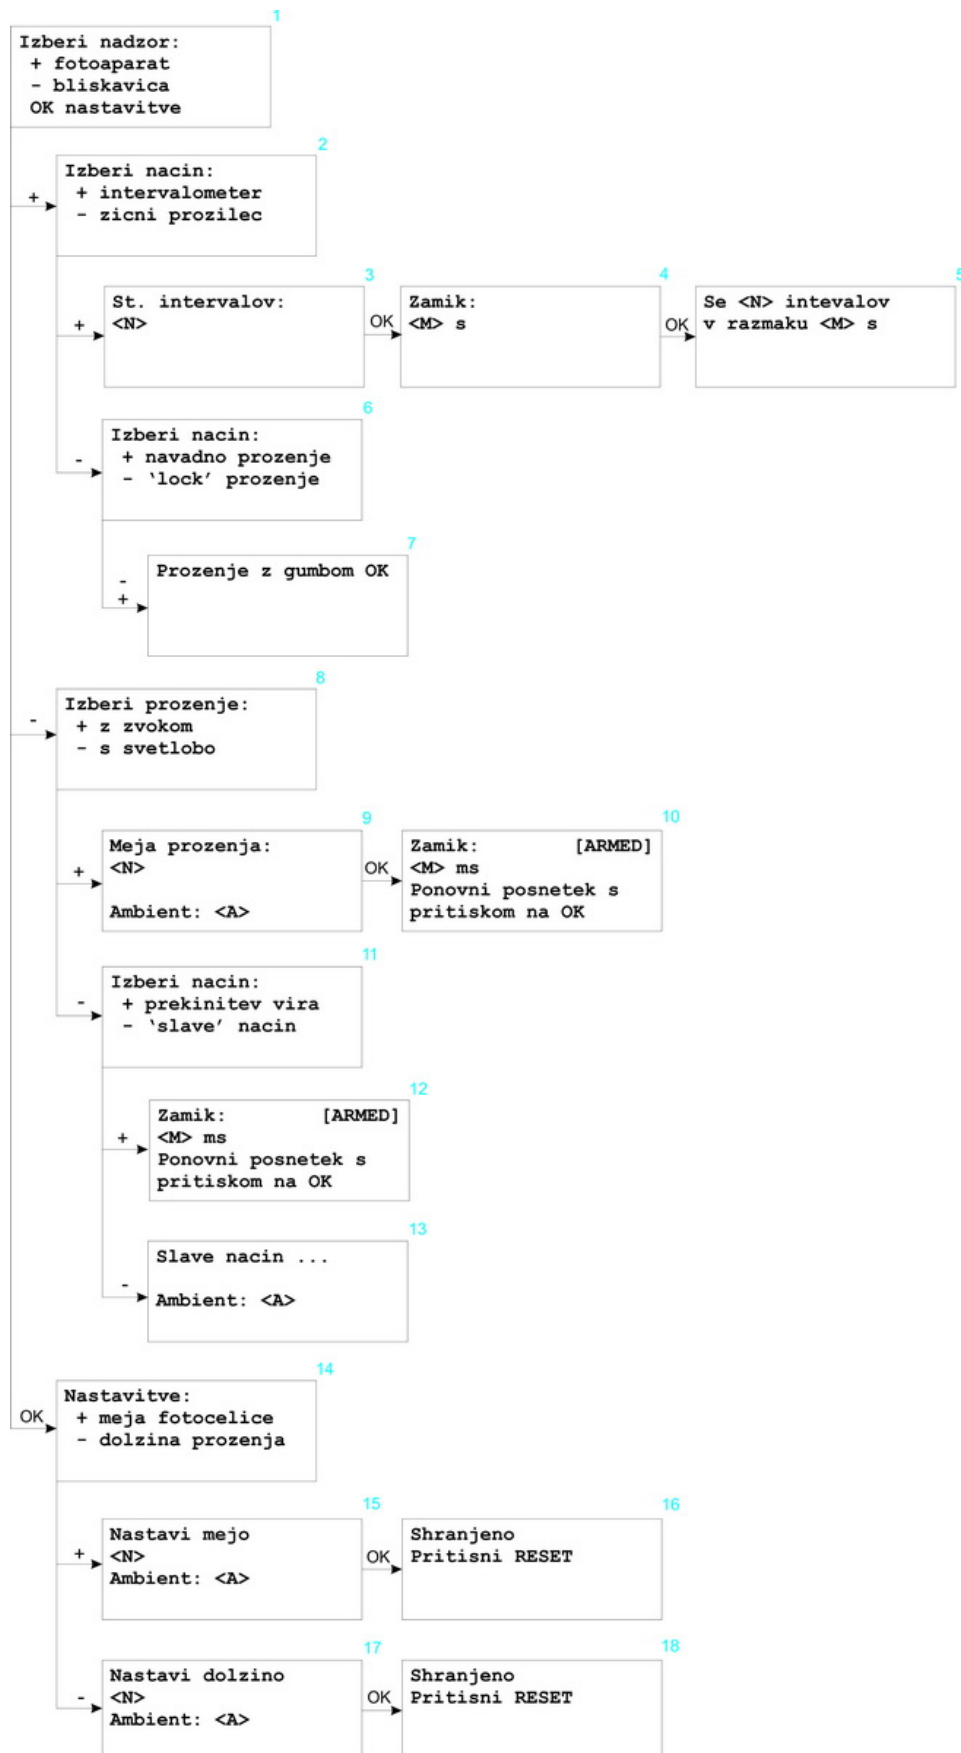 1
Izberi nadzor:
+ fotoaparat
- bliskavica
OK nastavitve
2
+
Izberi nacin:
+ intervalometer
- zicni prozilec
3
+
St. intervalov:
<N>
OK
4
Zamik:
<M> s
OK
5
Se <N> intevalov
v razmaku <M> s
6
-
Izberi nacin:
+ navadno prozenje
- ‘lock’ prozenje
7
-
+
Prozenje z gumbom OK
8
-
Izberi prozenje:
+ z zvokom
- s svetlobo
9
+
Meja prozenja:
<N>
Ambient: <A>
OK
10
Zamik: [ARMED]
<M> ms
Ponovni posnetek s
pritiskom na OK
11
-
Izberi nacin:
+ prekinitev vira
- ‘slave’ nacin
12
+
Zamik: [ARMED]
<M> ms
Ponovni posnetek s
pritiskom na OK
13
-
Slave nacin ...
Ambient: <A>
14
OK
Nastavitve:
+ meja fotocelice
- dolzina prozenja
15
+
Nastavi mejo
<N>
Ambient: <A>
OK
16
Shranjeno
Pritisni RESET
17
-
Nastavi dolzino
<N>
Ambient: <A>
OK
18
Shranjeno
Pritisni RESET